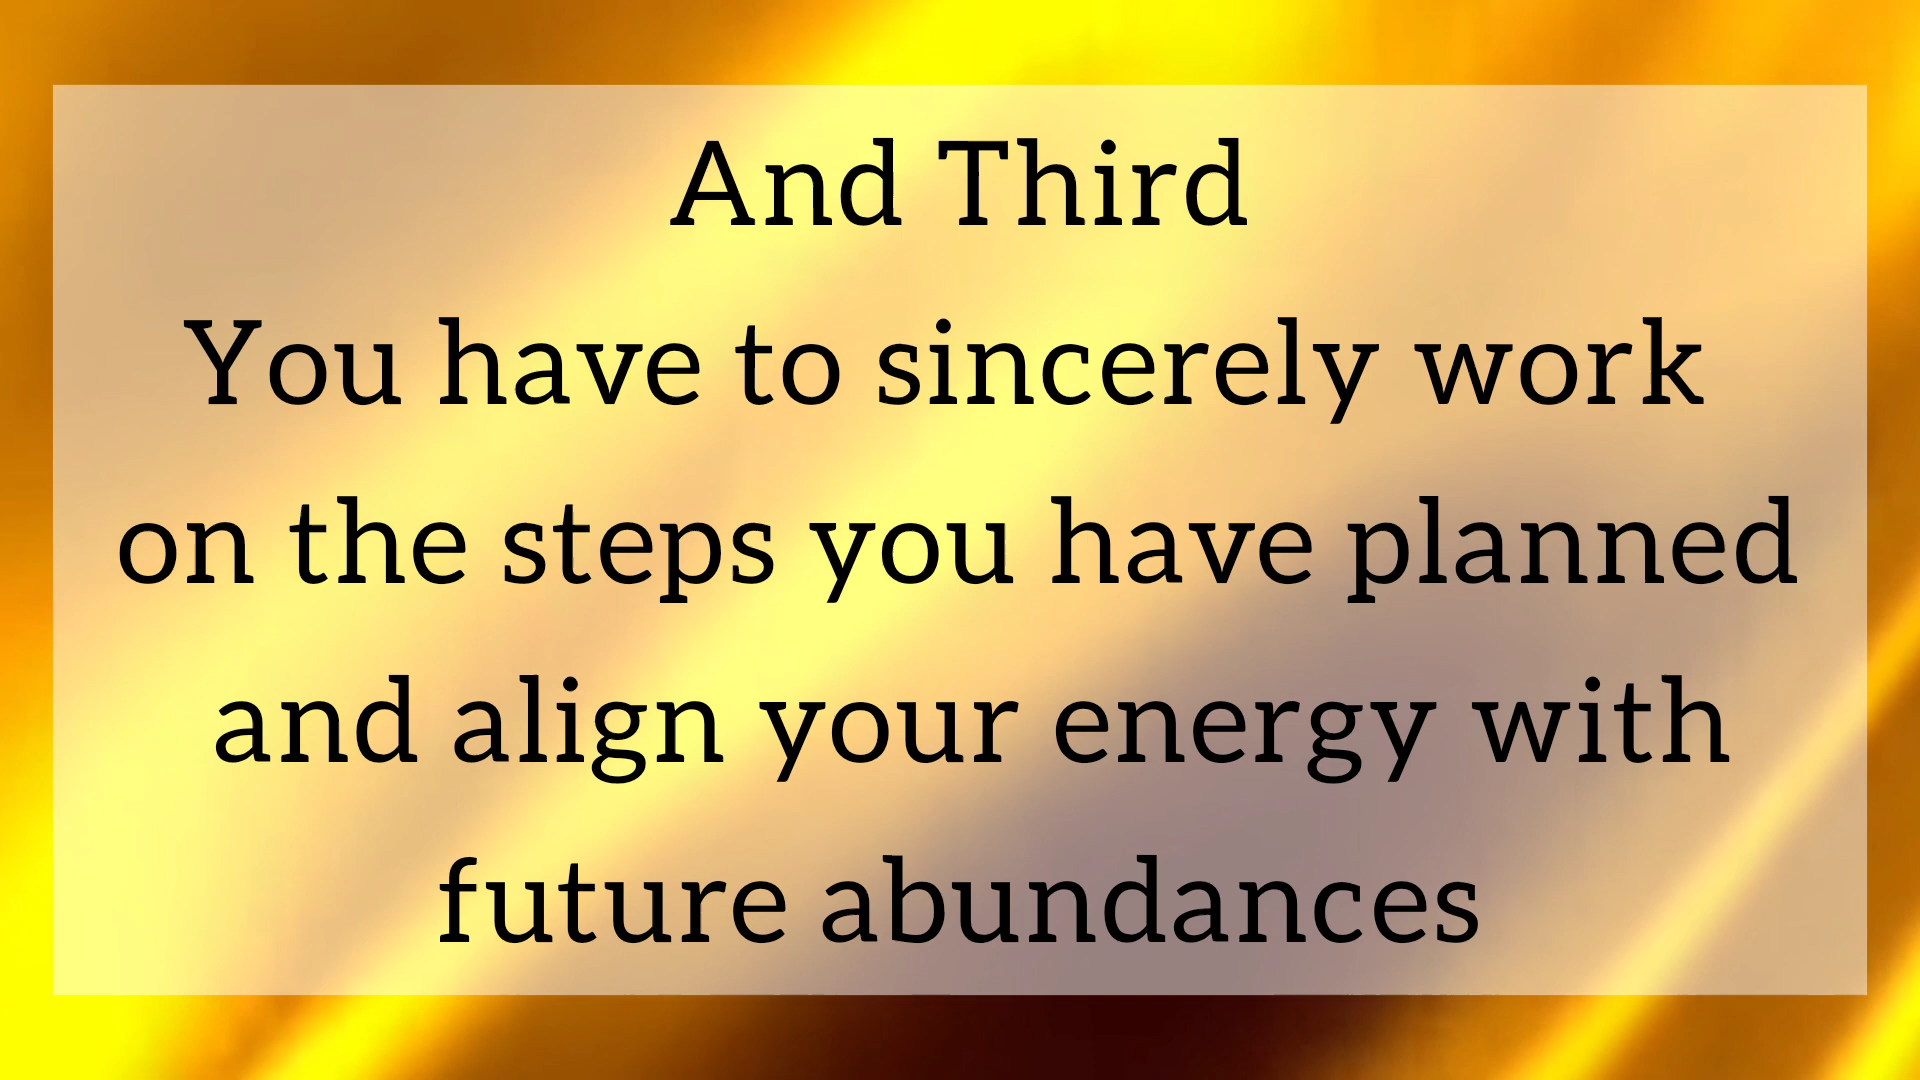 And Third
You have to sincerely work
on the steps you have planned
and align your energy with
future abundances